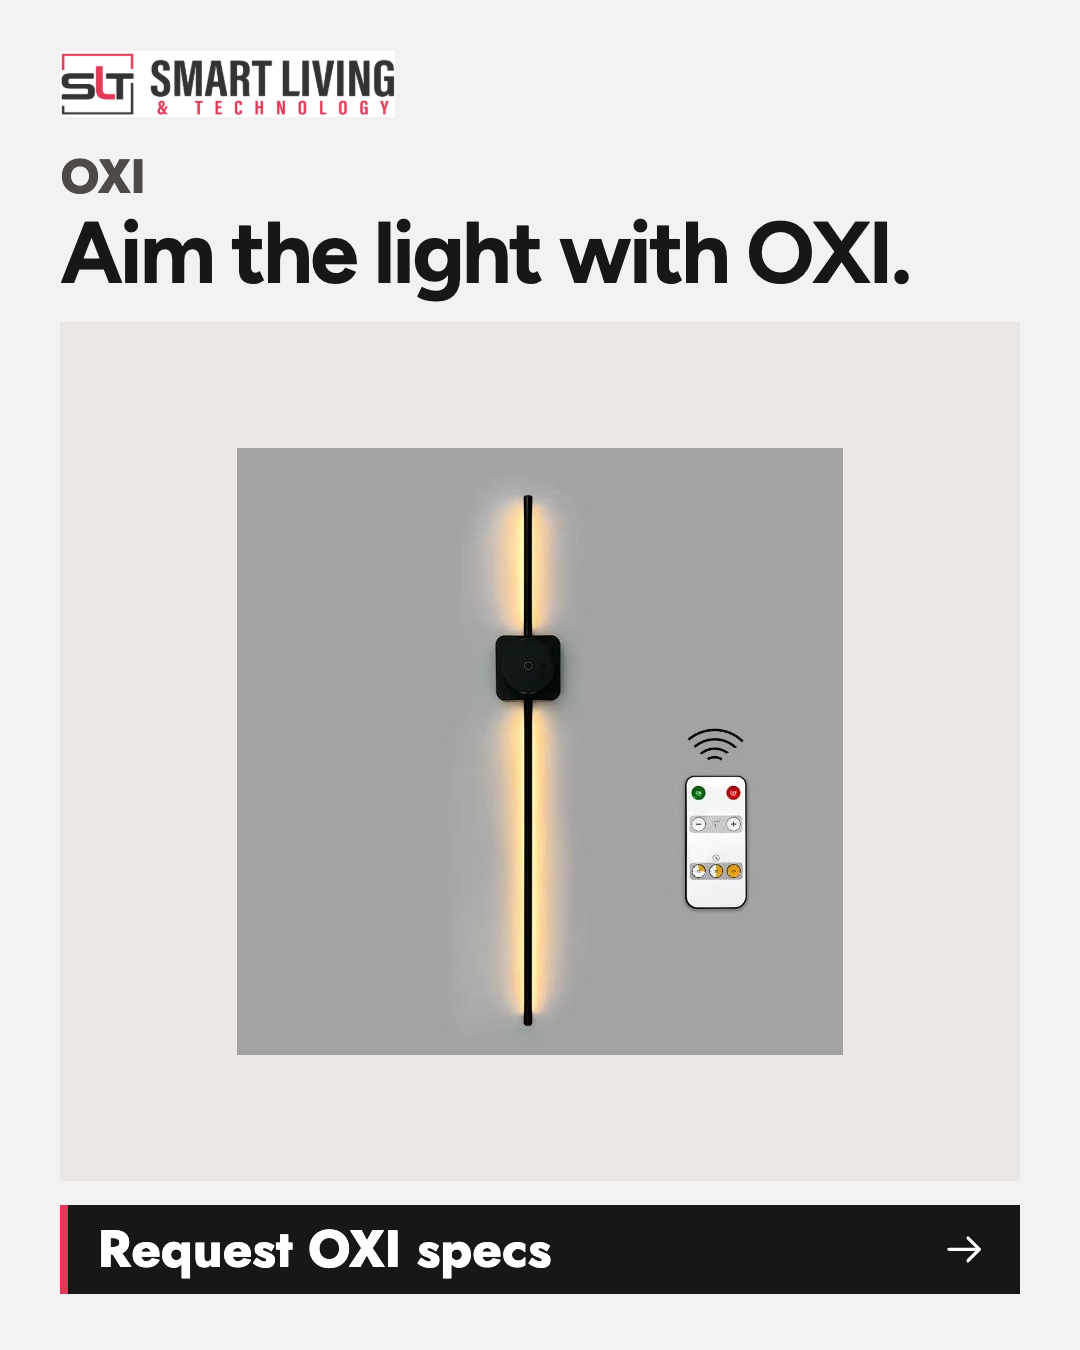 SLT SMART LIVING
& TECHNOLOGY
OXI
Aim the light with OXI.
Request OXI specs